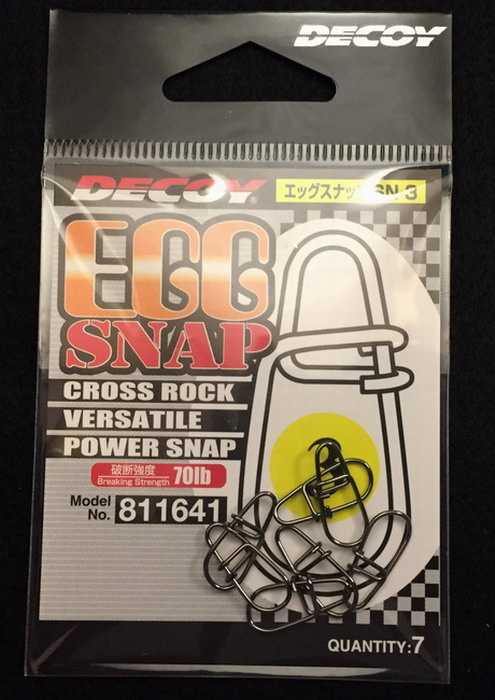 DECOY
DECOY®
エッグスナップ SN-3
EGG
SNAP
CROSS ROCK
VERSATILE
POWER SNAP
破断強度
Breaking Strength 70lb
Model
No. 811641
QUANTITY:7